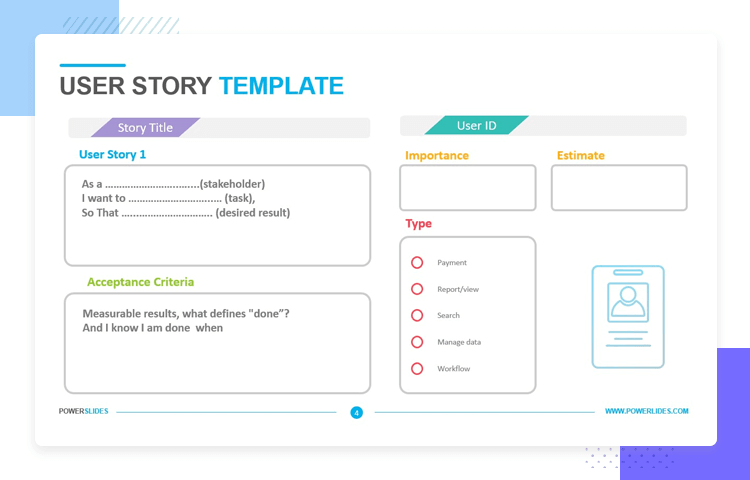 USER STORY TEMPLATE
Story Title
User Story 1
As a ……………………..…...(stakeholder)
I want to ………………………..…. (task),
So That …...…………………….. (desired result)
Acceptance Criteria
Measurable results, what defines "done”?
And I know I am done  when
User ID
Importance
Estimate
Type
Payment
Report/view
Search
Manage data
Workflow
POWERSLIDES
4
WWW.POWERLIDES.COM